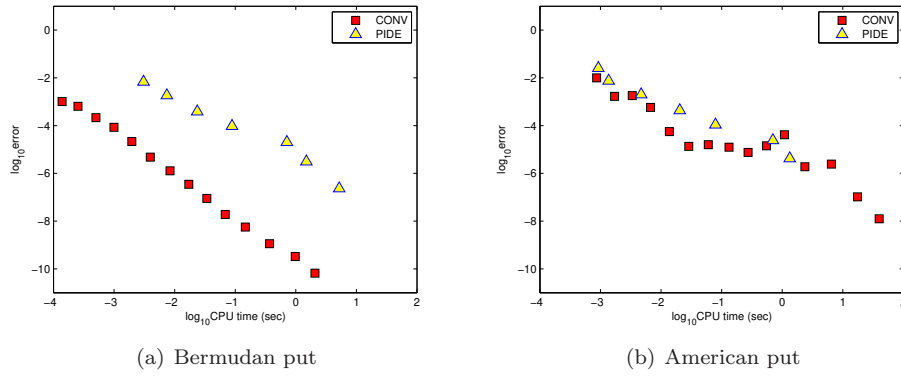 0
−2
−4
−6
−8
−10
−4
−3
−2
−1
0
1
2
log10error
log10CPU time (sec)
CONV
PIDE
(a) Bermudan put
0
−2
−4
−6
−8
−10
−4
−3
−2
−1
0
1
2
log10error
log10CPU time (sec)
CONV
PIDE
(b) American put